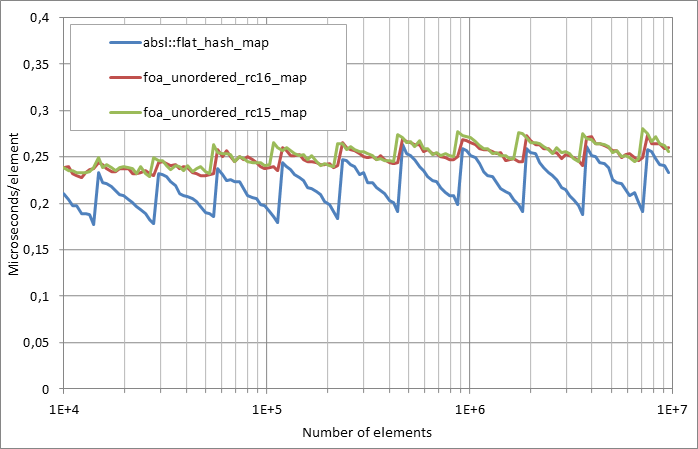 0,4
0,35
0,3
0,25
0,2
0,15
0,1
0,05
0
Microseconds/element
absl::flat_hash_map
foa_unordered_rc16_map
foa_unordered_rc15_map
1E+4 1E+5 1E+6 1E+7
Number of elements